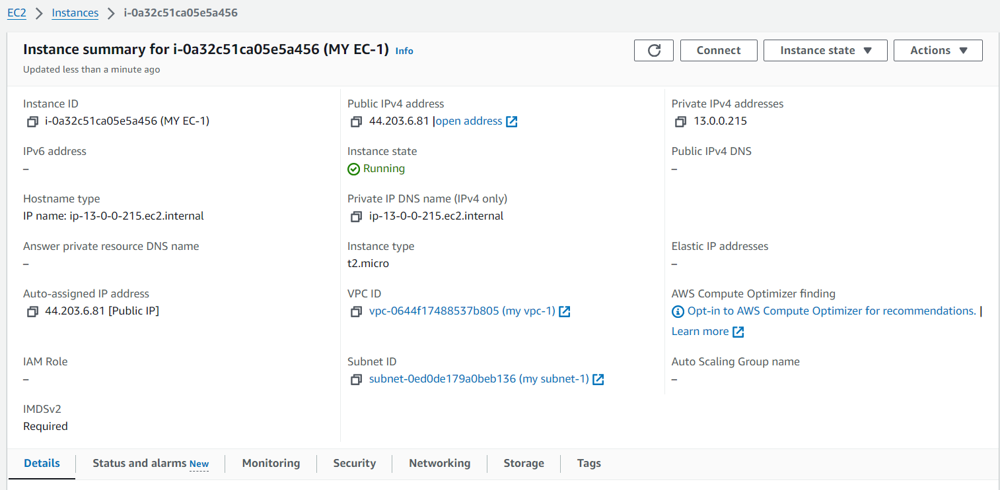 EC2 > Instances > i-0a32c51ca05e5a456
Instance summary for i-0a32c51ca05e5a456 (MY EC-1) Info
Updated less than a minute ago
Connect
Instance state
Actions
Instance ID
i-0a32c51ca05e5a456 (MY EC-1)
Public IPv4 address
44.203.6.81 |open address
Private IPv4 addresses
13.0.0.215
IPv6 address
–
Instance state
Running
Public IPv4 DNS
–
Hostname type
IP name: ip-13-0-0-215.ec2.internal
Private IP DNS name (IPv4 only)
ip-13-0-0-215.ec2.internal
Answer private resource DNS name
–
Instance type
t2.micro
Elastic IP addresses
–
Auto-assigned IP address
44.203.6.81 [Public IP]
VPC ID
vpc-0644f17488537b805 (my vpc-1)
AWS Compute Optimizer finding
Opt-in to AWS Compute Optimizer for recommendations. |
Learn more
IAM Role
–
Subnet ID
subnet-0ed0de179a0beb136 (my subnet-1)
Auto Scaling Group name
–
IMDSv2
Required
Details
Status and alarms New
Monitoring
Security
Networking
Storage
Tags